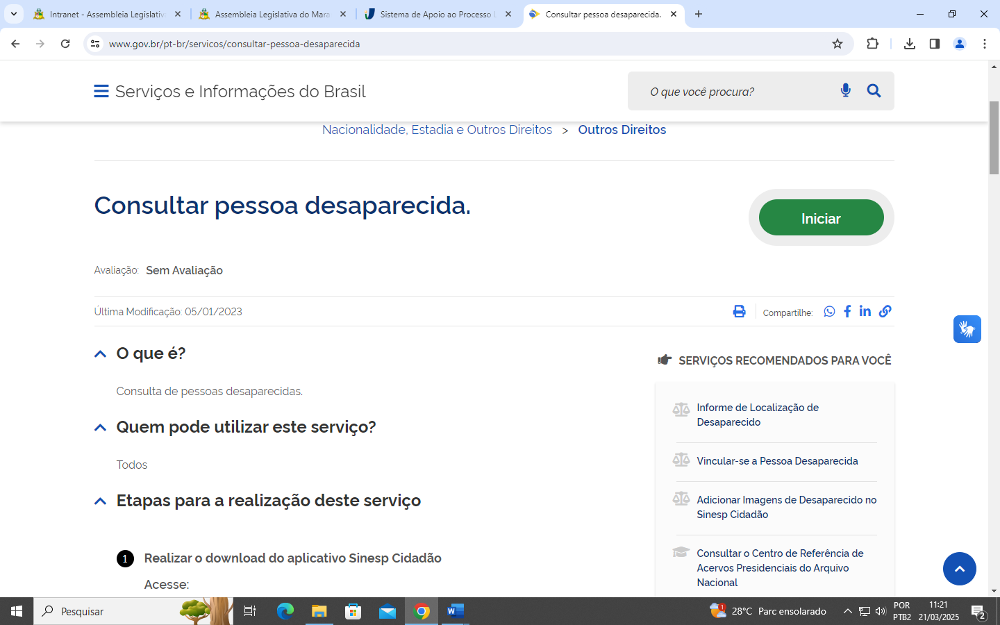 Intranet - Assembleia Legislativ
Assembleia Legislativa do Mara
Sistema de Apoio ao Processo L
Consultar pessoa desaparecida.
www.gov.br/pt-br/servicos/consultar-pessoa-desaparecida
Serviços e Informações do Brasil
O que você procura?
Nacionalidade, Estadia e Outros Direitos > Outros Direitos
Consultar pessoa desaparecida.
Iniciar
Avaliação: Sem Avaliação
Última Modificação: 05/01/2023
Compartilhe:
O que é?
Consulta de pessoas desaparecidas.
Quem pode utilizar este serviço?
Todos
Etapas para a realização deste serviço
1 Realizar o download do aplicativo Sinesp Cidadão
Acesse:
SERVIÇOS RECOMENDADOS PARA VOCÊ
Informe de Localização de
Desaparecido
Vincular-se a Pessoa Desaparecida
Adicionar Imagens de Desaparecido no
Sinesp Cidadão
Consultar o Centro de Referência de
Acervos Presidenciais do Arquivo
Nacional
Pesquisar
1
28°C Parc ensolarado
POR
PTB2
11:21
21/03/2025
2